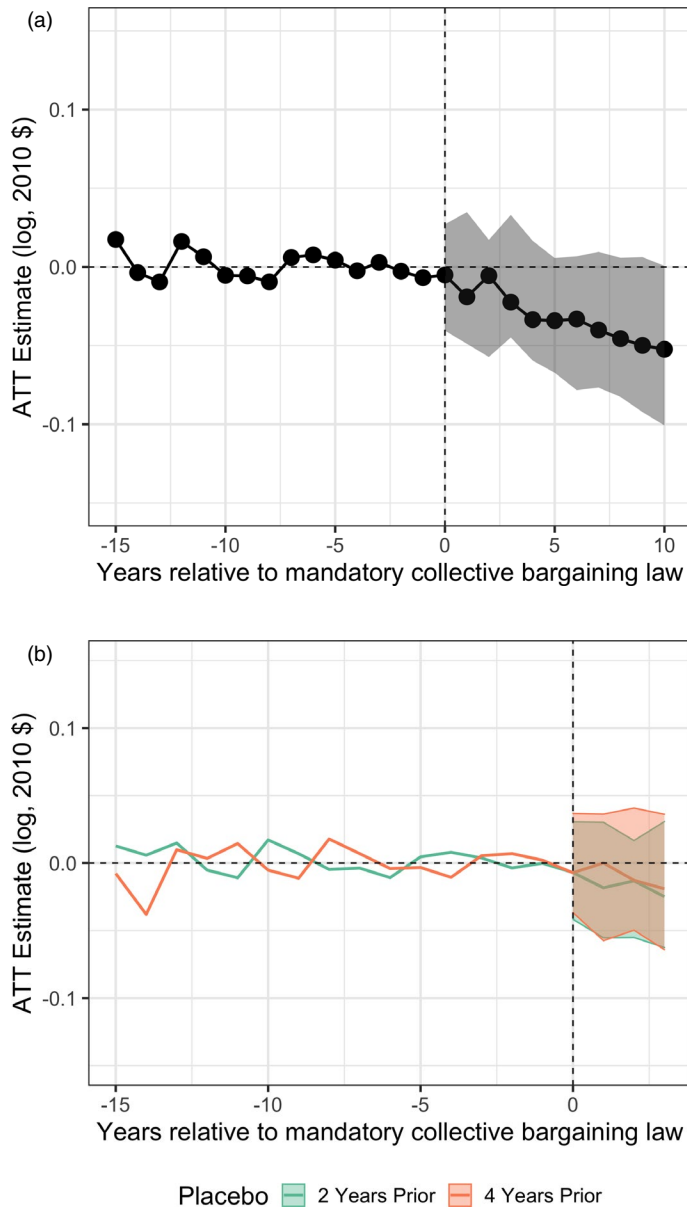 (a)
0.1
0.0
-0.1
ATT Estimate (log, 2010 $)
-15
-10
-5
0
5
10
Years relative to mandatory collective bargaining law
(b)
0.1
0.0
-0.1
ATT Estimate (log, 2010 $)
-15
-10
-5
0
Years relative to mandatory collective bargaining law
Placebo 2 Years Prior 4 Years Prior